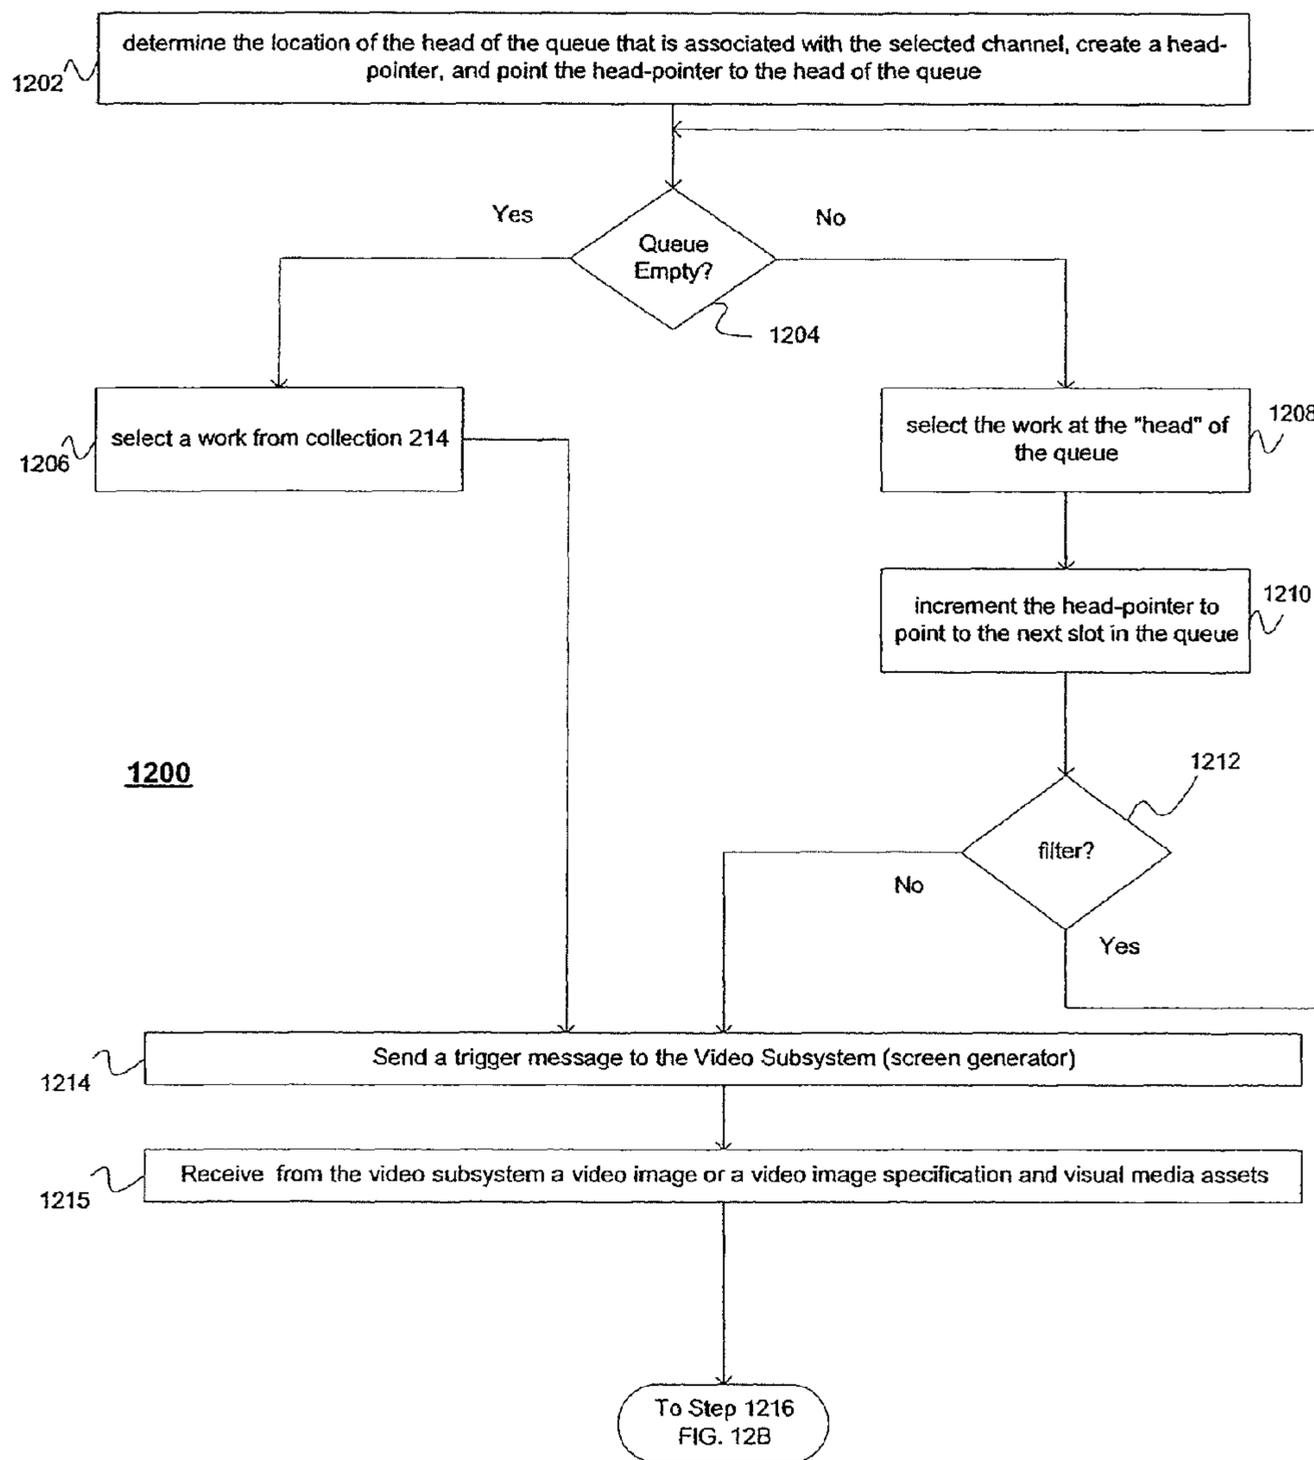 determine the location of the head of the queue that is associated with the selected channel, create a head-
pointer, and point the head-pointer to the head of the queue
1202
Yes
No
Queue
Empty?
1204
select a work from collection 214
1206
select the work at the "head" of
the queue
1208
increment the head-pointer to
point to the next slot in the queue
1210
1200
1212
filter?
No
Yes
Send a trigger message to the Video Subsystem (screen generator)
1214
Receive from the video subsystem a video image or a video image specification and visual media assets
1215
To Step 1216
FIG. 12B